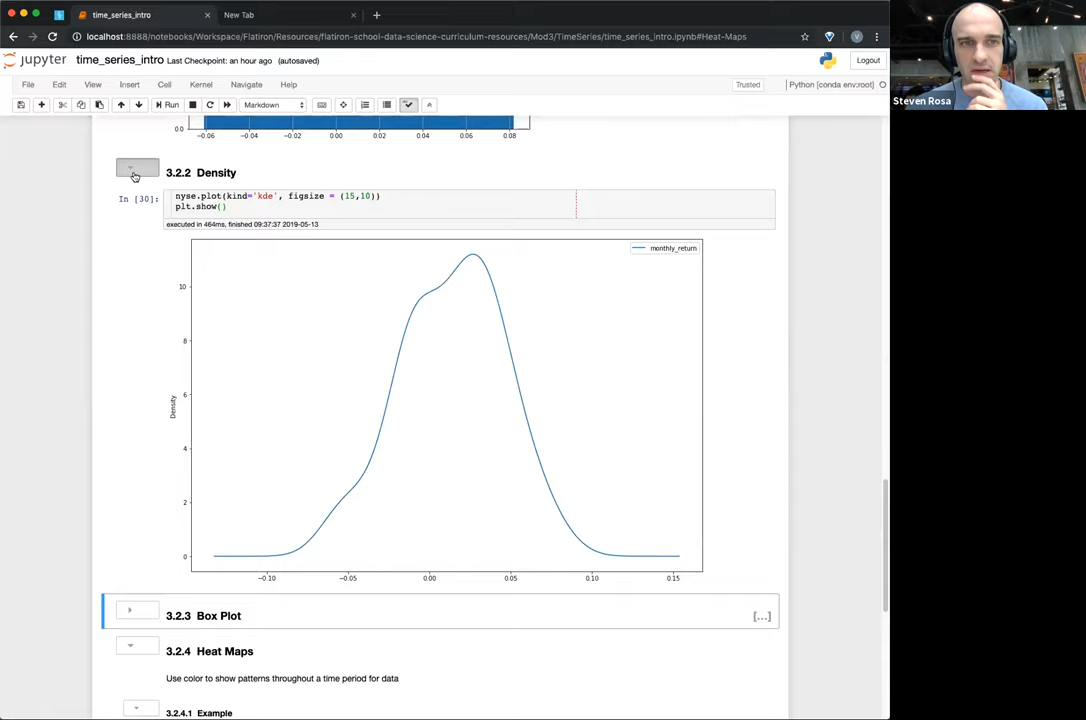 time_series_intro
New Tab
localhost:8888/notebooks/Workspace/Flatiron/Resources/flatiron-school-data-science-curriculum-resources/Mod3/TimeSeries/time_series_intro.ipynb#Heat-Maps
V
jupyter time_series_intro Last Checkpoint: an hour ago (autosaved)
Logout
File Edit View Insert Cell Kernel Navigate Help
Trusted Python [conda env:root]
Run Markdown
Steven Rosa
0.0
−0.06 −0.04 −0.02 0.00 0.02 0.04 0.06 0.08
3.2.2 Density
In [30]:
nyse.plot(kind='kde', figsize = (15,10))
plt.show()
executed in 464ms, finished 09:37:37 2019-05-13
monthly_return
10
8
6
4
2
0
Density
−0.10 −0.05 0.00 0.05 0.10 0.15
3.2.3 Box Plot
[...]
3.2.4 Heat Maps
Use color to show patterns throughout a time period for data
3.2.4.1 Example